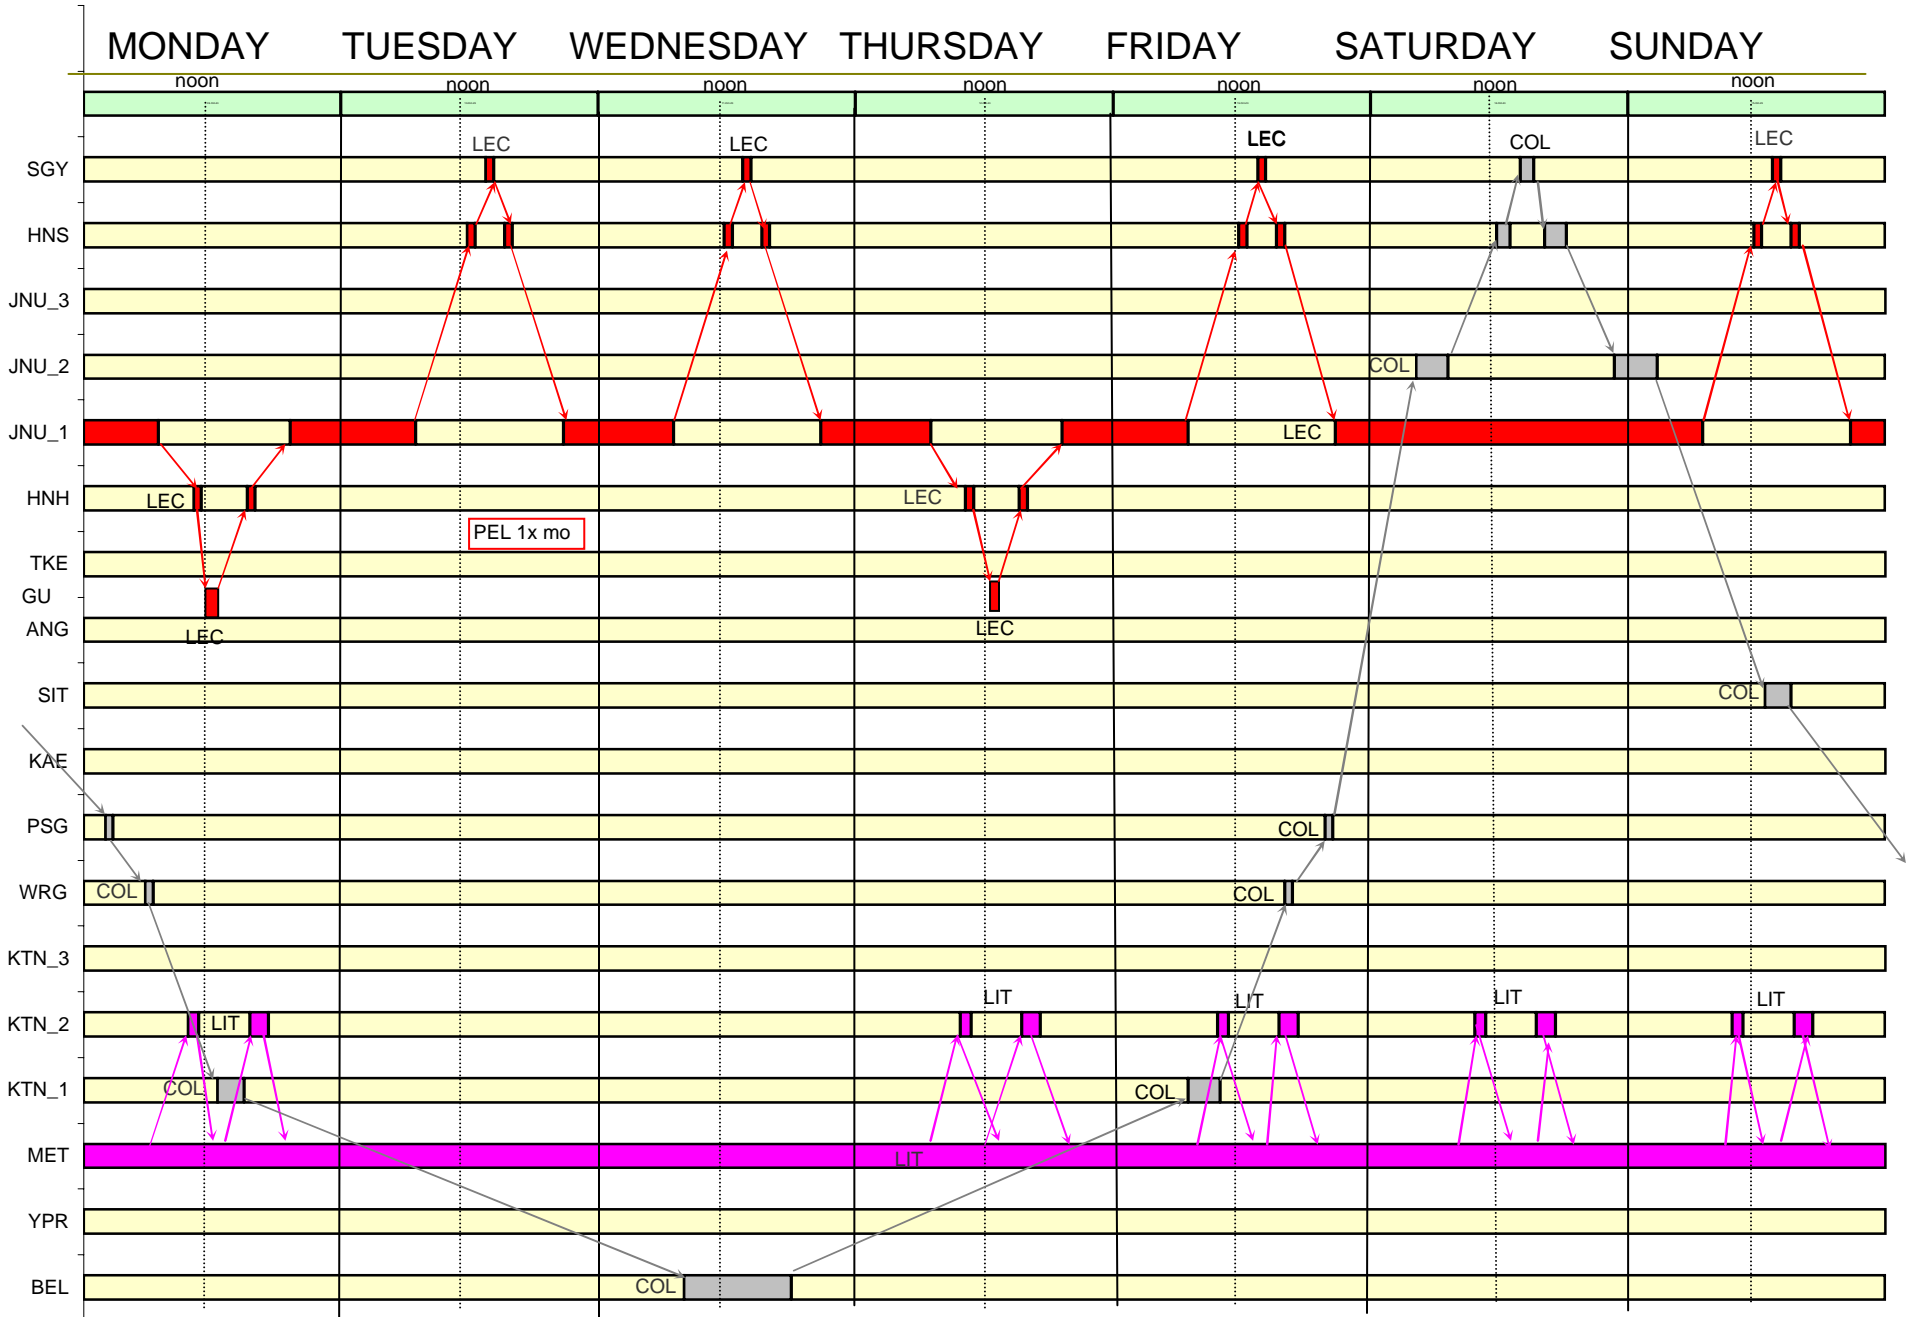 MONDAY TUESDAY WEDNESDAY THURSDAY FRIDAY SATURDAY SUNDAY
noon noon noon noon noon noon noon
LEC LEC LEC COL LEC
SGY
HNS
JNU_3
JNU_2 COL
JNU_1 LEC
HNH LEC LEC
PEL 1x mo
TKE
GU
ANG LEC LEC
SIT COL
KAE
PSG COL
WRG COL COL
KTN_3
LIT LIT LIT LIT
KTN_2 LIT
KTN_1 COL COL
MET LIT
YPR
BEL COL